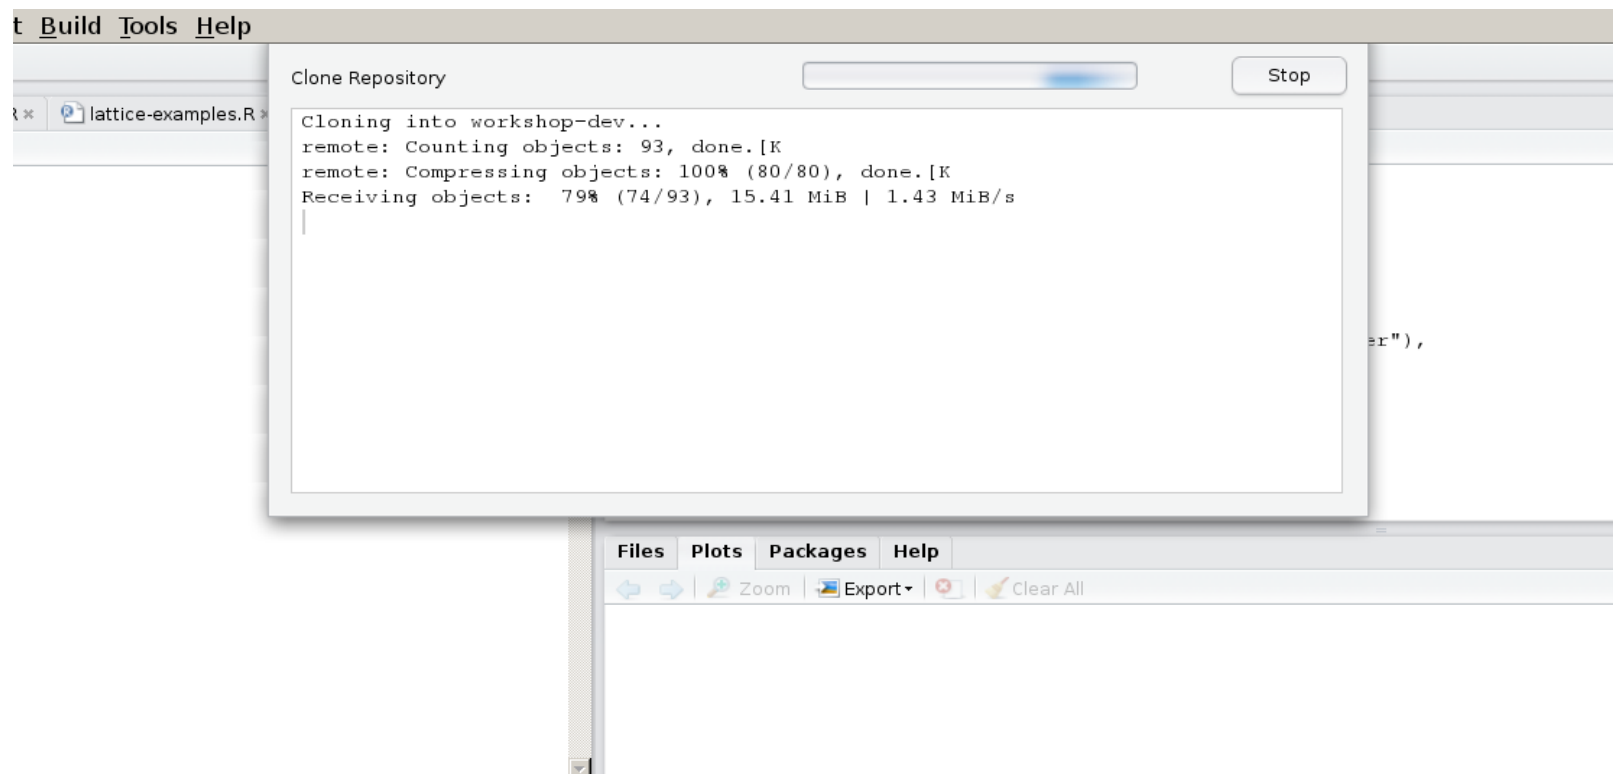 t Build Tools Help
Clone Repository
Stop
R lattice-examples.R
Cloning into workshop-dev...
remote: Counting objects: 93, done.[K
remote: Compressing objects: 100% (80/80), done.[K
Receiving objects:  79% (74/93), 15.41 MiB | 1.43 MiB/s
er"),
Files Plots Packages Help
Zoom Export Clear All